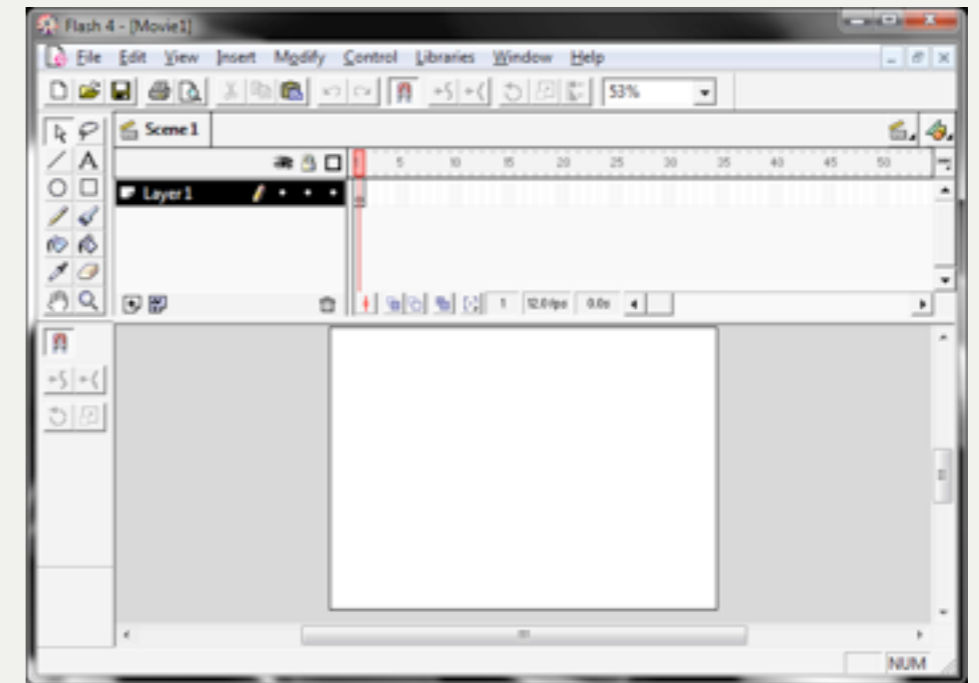 Flash 4 - [Movie1]
File Edit View Insert Modify Control Libraries Window Help
53%
Scene 1
5 10 15 20 25 30 35 40 45 50
Layer 1
1 12.0 fps 0.0s
A
NUM